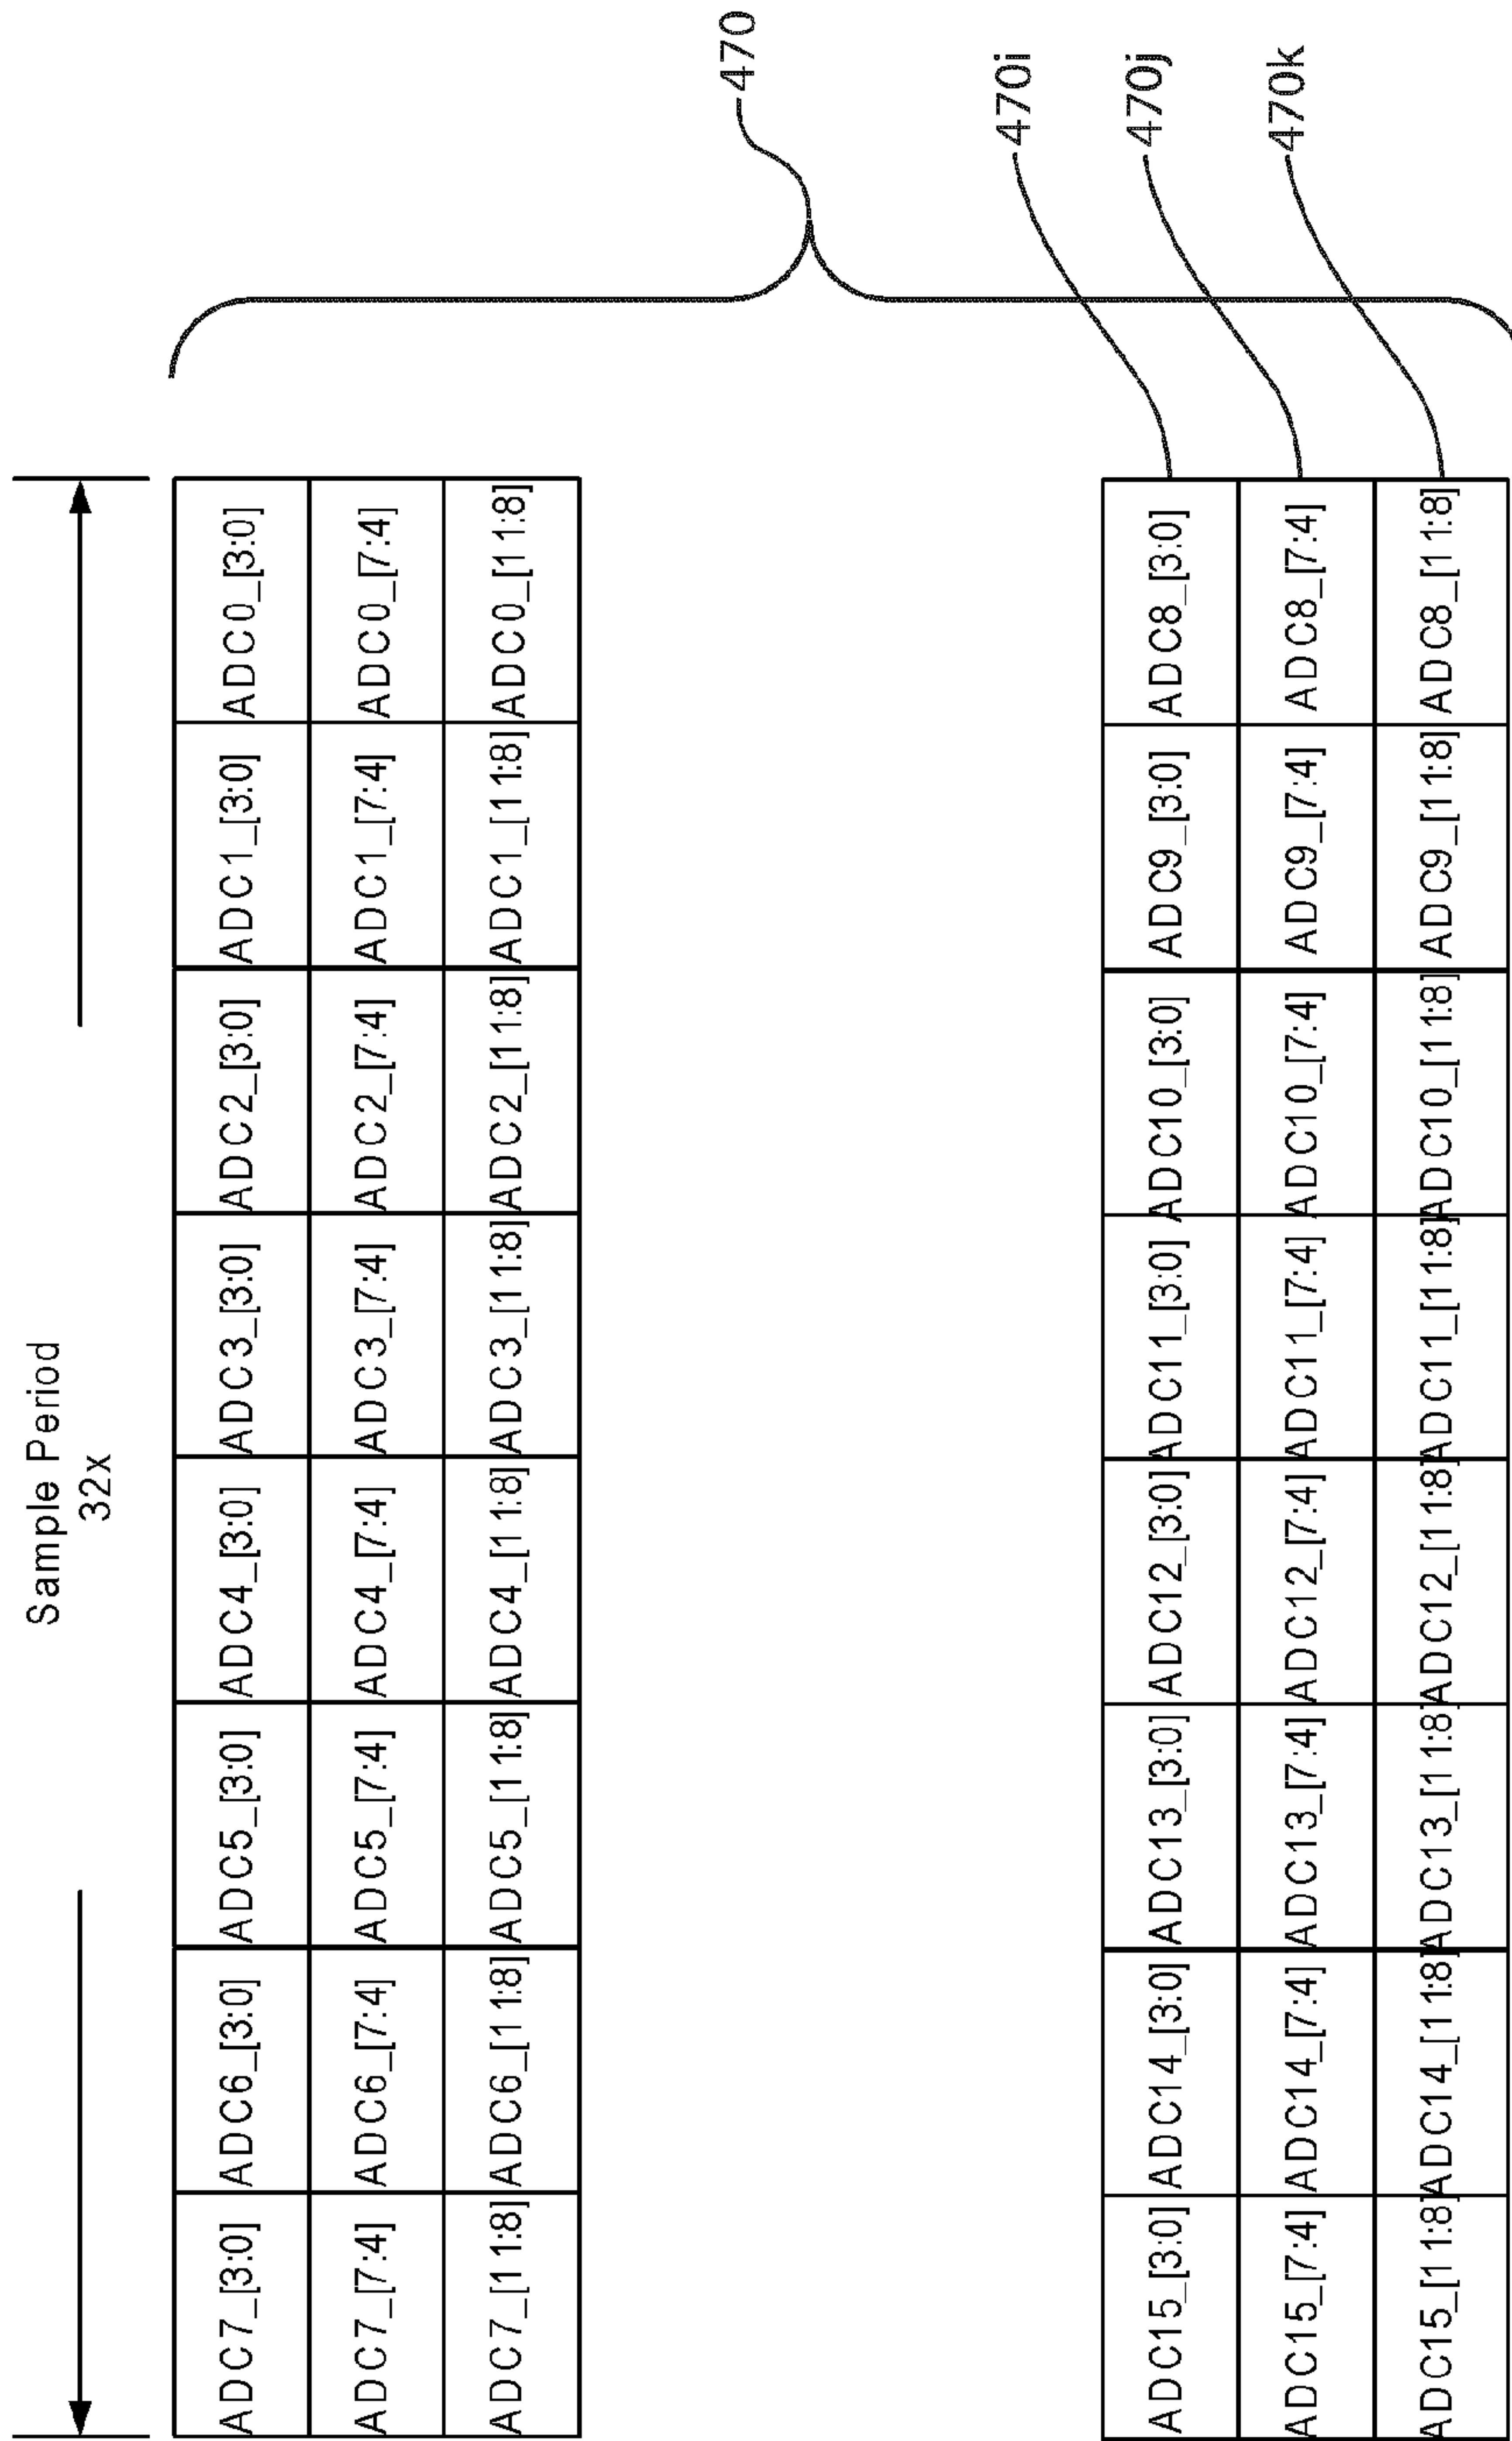 Sample Period
32x
ADC7_[3:0] ADC6_[3:0] ADC5_[3:0] ADC4_[3:0] ADC3_[3:0] ADC2_[3:0] ADC1_[3:0] ADC0_[3:0]
ADC7_[7:4] ADC6_[7:4] ADC5_[7:4] ADC4_[7:4] ADC3_[7:4] ADC2_[7:4] ADC1_[7:4] ADC0_[7:4]
ADC7_[11:8] ADC6_[11:8] ADC5_[11:8] ADC4_[11:8] ADC3_[11:8] ADC2_[11:8] ADC1_[11:8] ADC0_[11:8]
470
ADC15_[3:0] ADC14_[3:0] ADC13_[3:0] ADC12_[3:0] ADC11_[3:0] ADC10_[3:0] ADC9_[3:0] ADC8_[3:0] 470i
ADC15_[7:4] ADC14_[7:4] ADC13_[7:4] ADC12_[7:4] ADC11_[7:4] ADC10_[7:4] ADC9_[7:4] ADC8_[7:4] 470j
ADC15_[11:8] ADC14_[11:8] ADC13_[11:8] ADC12_[11:8] ADC11_[11:8] ADC10_[11:8] ADC9_[11:8] ADC8_[11:8] 470k